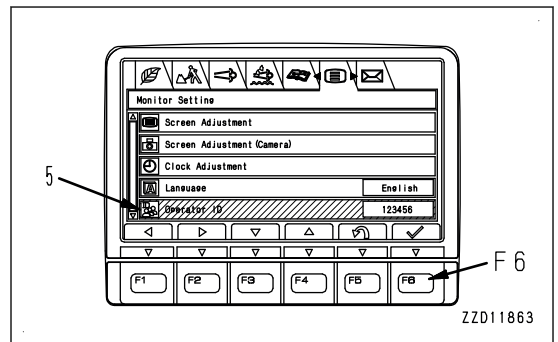 Monitor Setting
Screen Adjustment
Screen Adjustment (Camera)
Clock Adjustment
A Language English
5 ID Operator ID 123456
F1 F2 F3 F4 F5 F6
F6
ZZD11863